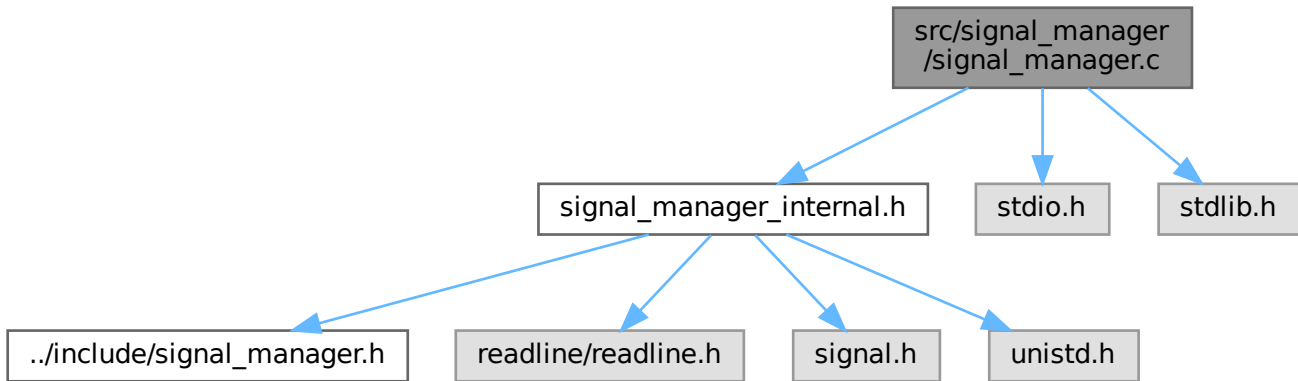 src/signal_manager
/signal_manager.c
signal_manager_internal.h
stdio.h
stdlib.h
../include/signal_manager.h
readline/readline.h
signal.h
unistd.h